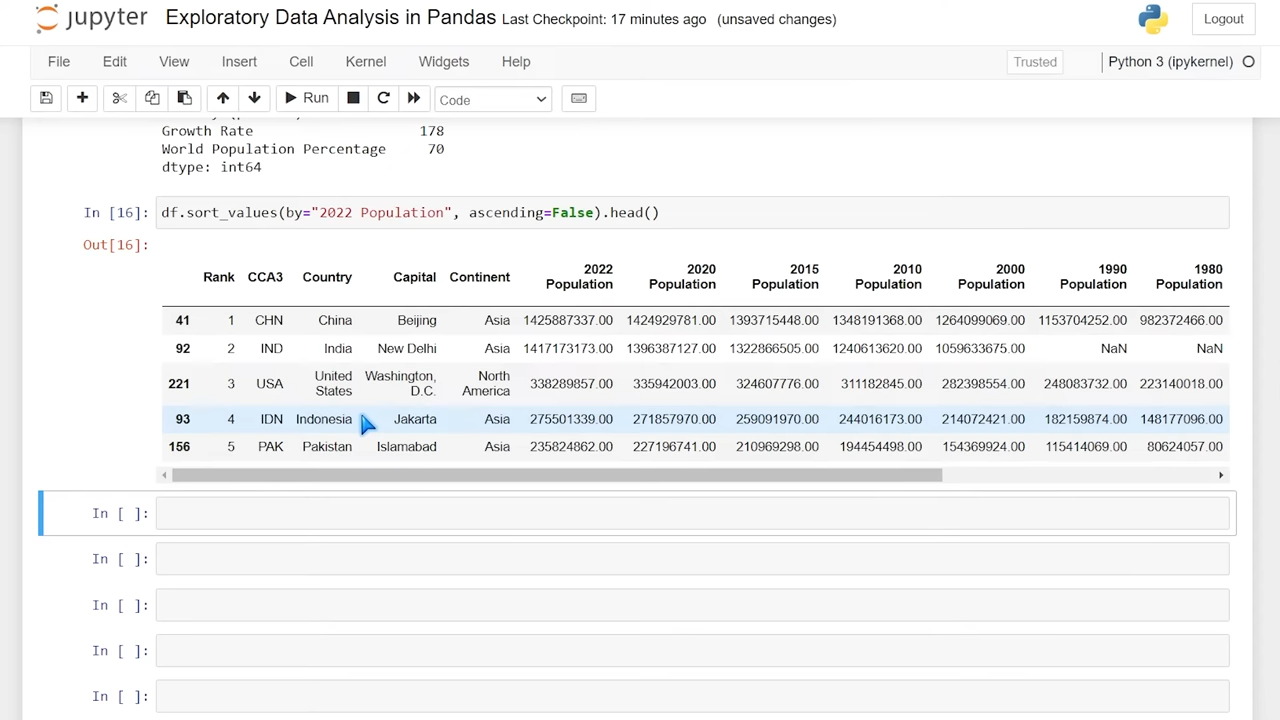 jupyter Exploratory Data Analysis in Pandas Last Checkpoint: 17 minutes ago (unsaved changes) Logout
File Edit View Insert Cell Kernel Widgets Help Trusted Python 3 (ipykernel)
Run Code
Growth Rate 178
World Population Percentage 70
dtype: int64
In [16]: df.sort_values(by="2022 Population", ascending=False).head()
Out[16]:
Rank CCA3 Country Capital Continent 2022 Population 2020 Population 2015 Population 2010 Population 2000 Population 1990 Population 1980 Population
41 1 CHN China Beijing Asia 1425887337.00 1424929781.00 1393715448.00 1348191368.00 1264099069.00 1153704252.00 982372466.00
92 2 IND India New Delhi Asia 1417173173.00 1396387127.00 1322866505.00 1240613620.00 1059633675.00 NaN NaN
221 3 USA United States Washington, D.C. North America 338289857.00 335942003.00 324607776.00 311182845.00 282398554.00 248083732.00 223140018.00
93 4 IDN Indonesia Jakarta Asia 275501339.00 271857970.00 259091970.00 244016173.00 214072421.00 182159874.00 148177096.00
156 5 PAK Pakistan Islamabad Asia 235824862.00 227196741.00 210969298.00 194454498.00 154369924.00 115414069.00 80624057.00
In [ ]:
In [ ]:
In [ ]:
In [ ]:
In [ ]: